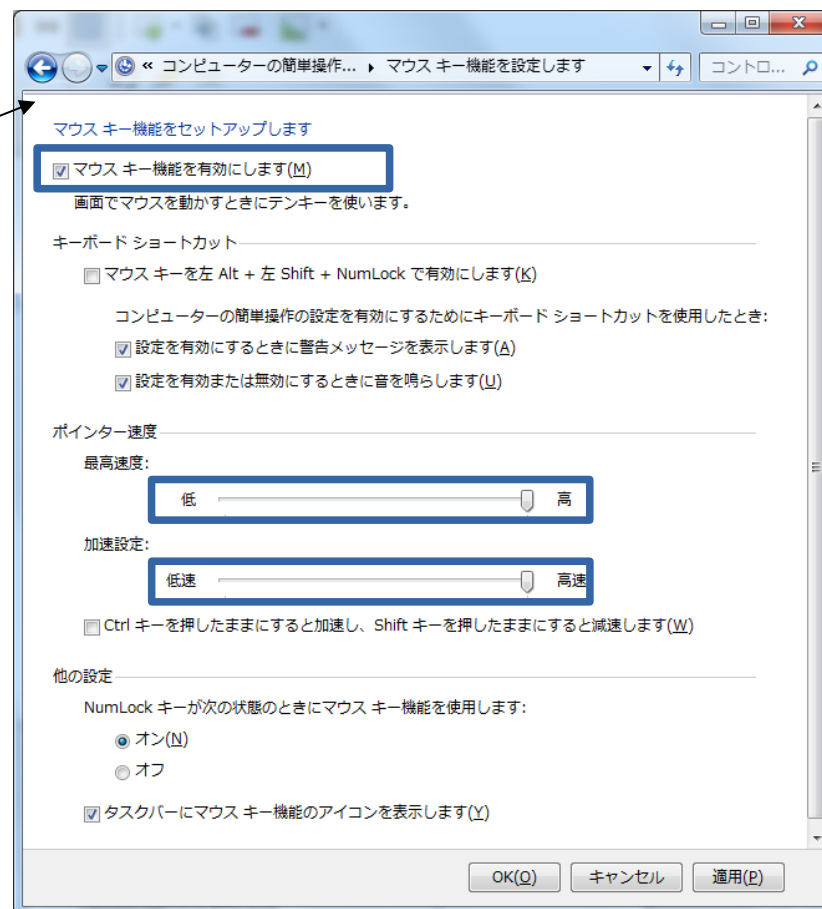 « コンピューターの簡単操作... ▸ マウス キー機能を設定します
コントロ...
マウス キー機能をセットアップします
マウス キー機能を有効にします(M)
画面でマウスを動かすときにテンキーを使います。
キーボード ショートカット
マウス キーを左 Alt + 左 Shift + NumLock で有効にします(K)
コンピューターの簡単操作の設定を有効にするためにキーボード ショートカットを使用したとき:
設定を有効にするときに警告メッセージを表示します(A)
設定を有効または無効にするときに音を鳴らします(U)
ポインター速度
最高速度:
低 高
加速設定:
低速 高速
Ctrl キーを押したままにすると加速し、Shift キーを押したままにすると減速します(W)
他の設定
NumLock キーが次の状態のときにマウス キー機能を使用します:
オン(N)
オフ
タスクバーにマウス キー機能のアイコンを表示します(Y)
OK(O) キャンセル 適用(P)